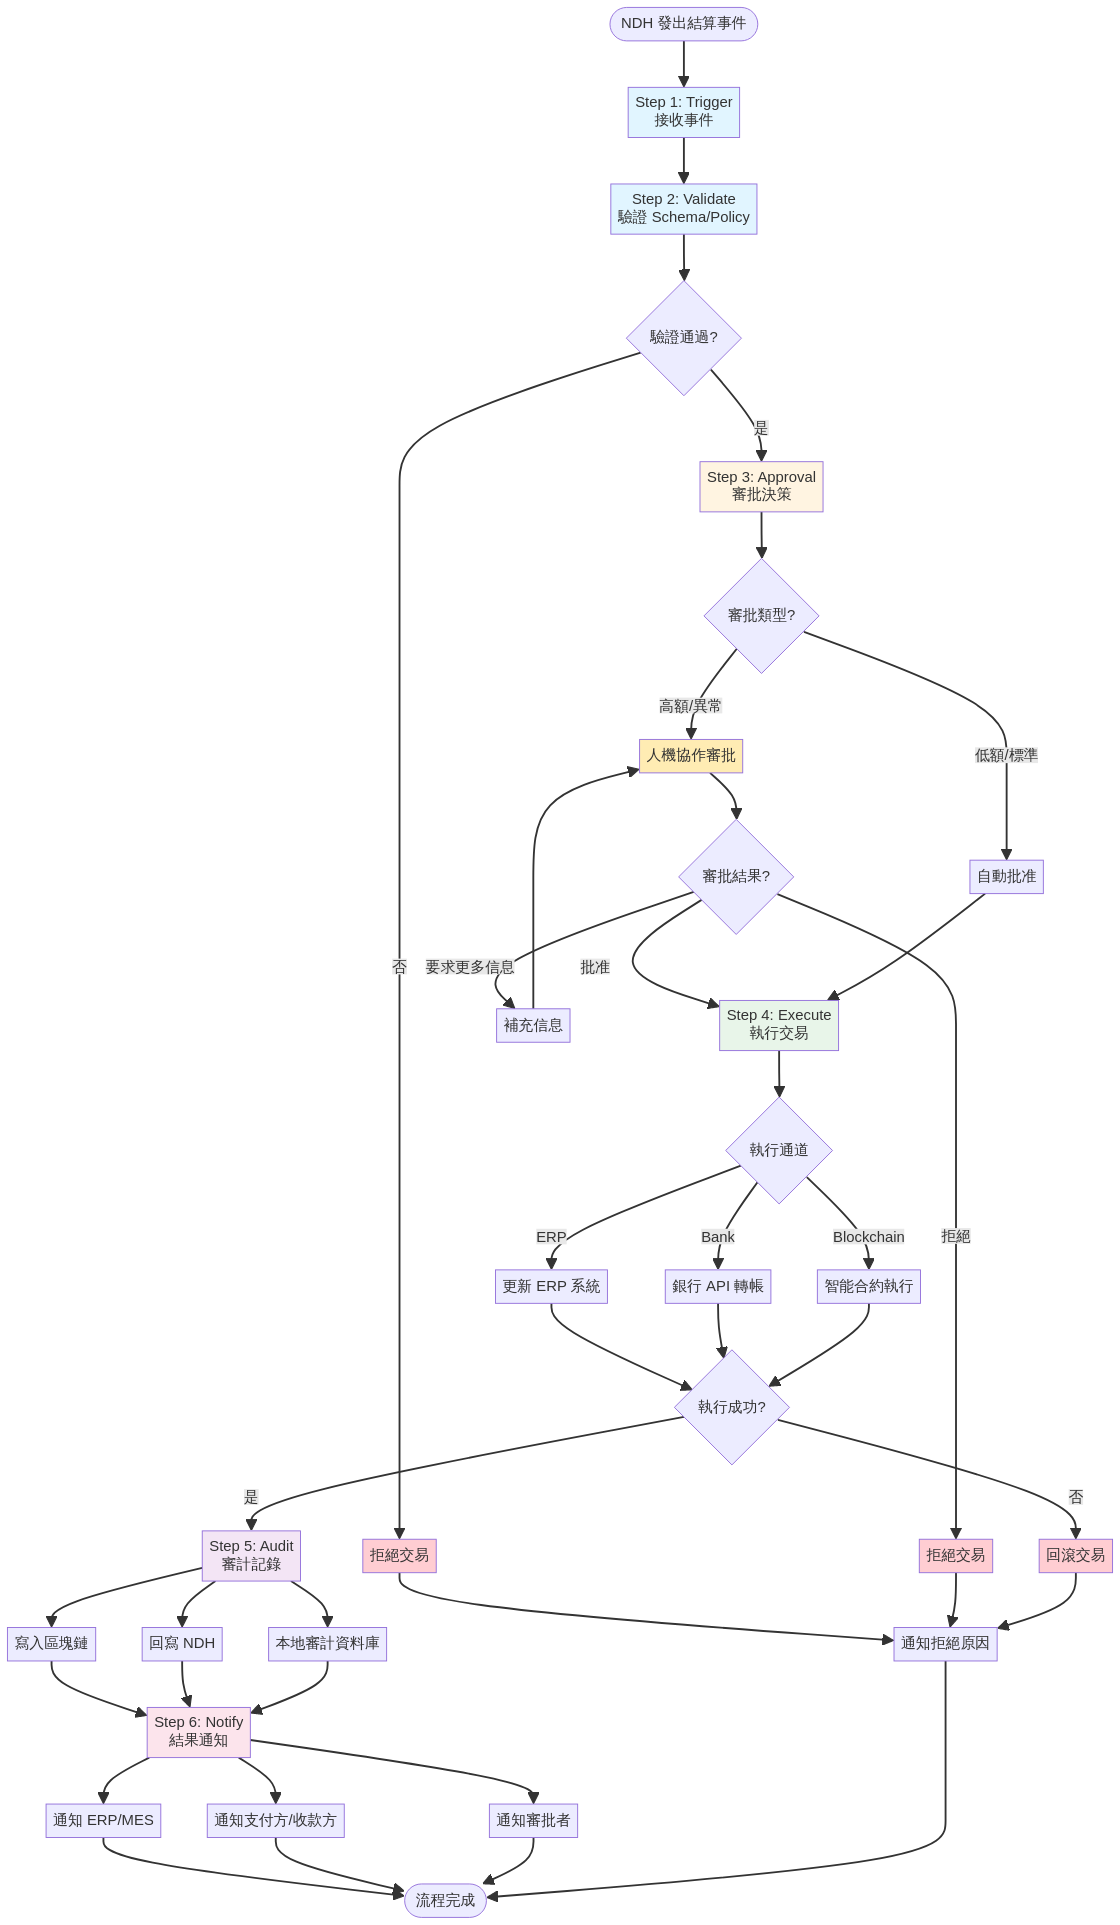 NDH 發出結算事件
Step 1: Trigger
接收事件
Step 2: Validate
驗證 Schema/Policy
驗證通過?
是
Step 3: Approval
審批決策
審批類型?
高額/異常
低額/標準
人機協作審批
審批結果?
自動批准
否
要求更多信息
批准
補充信息
Step 4: Execute
執行交易
執行通道
ERP
Bank
Blockchain
拒絕
更新 ERP 系統
銀行 API 轉帳
智能合約執行
執行成功?
是
否
Step 5: Audit
審計記錄
拒絕交易
拒絕交易
回滾交易
寫入區塊鏈
回寫 NDH
本地審計資料庫
通知拒絕原因
Step 6: Notify
結果通知
通知 ERP/MES
通知支付方/收款方
通知審批者
流程完成